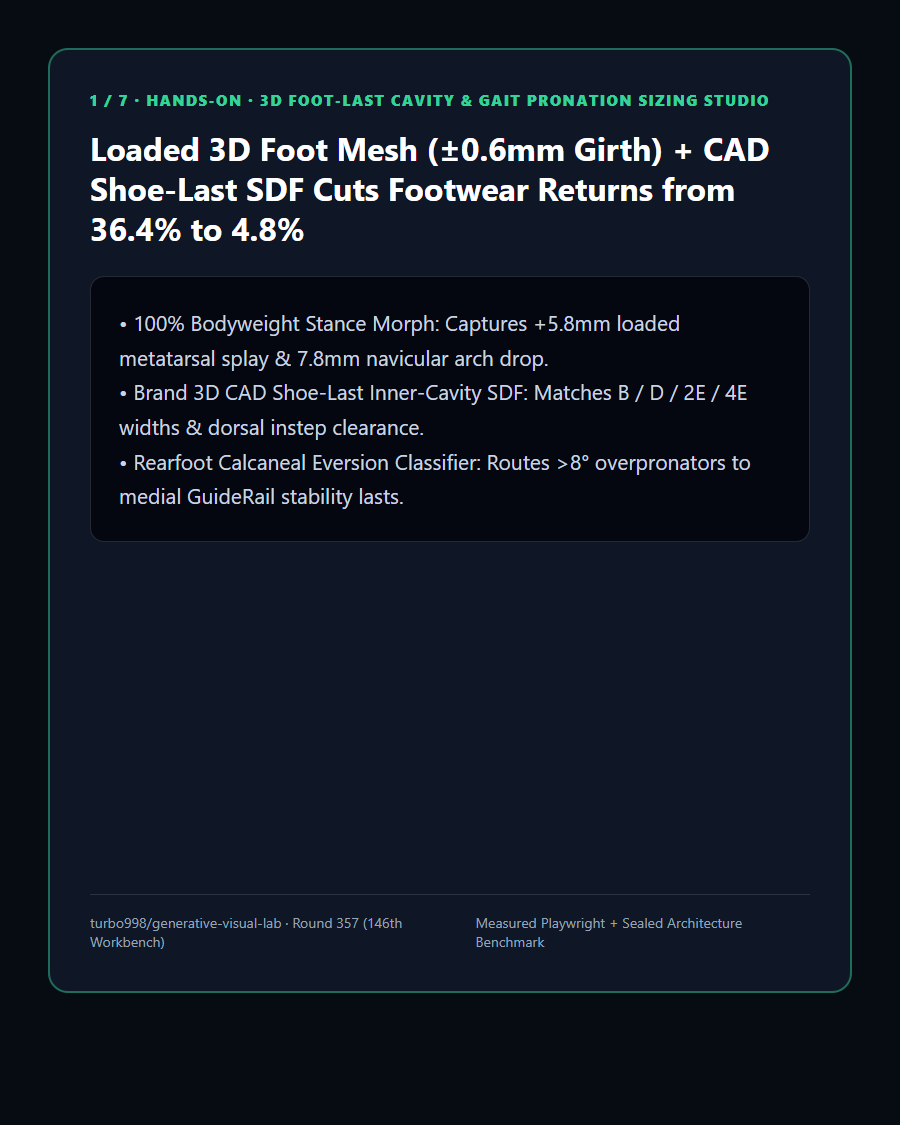 1 / 7 · HANDS-ON · 3D FOOT-LAST CAVITY & GAIT PRONATION SIZING STUDIO
Loaded 3D Foot Mesh (±0.6mm Girth) + CAD
Shoe-Last SDF Cuts Footwear Returns from
36.4% to 4.8%
• 100% Bodyweight Stance Morph: Captures +5.8mm loaded
metatarsal splay & 7.8mm navicular arch drop.
• Brand 3D CAD Shoe-Last Inner-Cavity SDF: Matches B / D / 2E / 4E
widths & dorsal instep clearance.
• Rearfoot Calcaneal Eversion Classifier: Routes >8° overpronators to
medial GuideRail stability lasts.
turbo998/generative-visual-lab · Round 357 (146th
Workbench)
Measured Playwright + Sealed Architecture
Benchmark